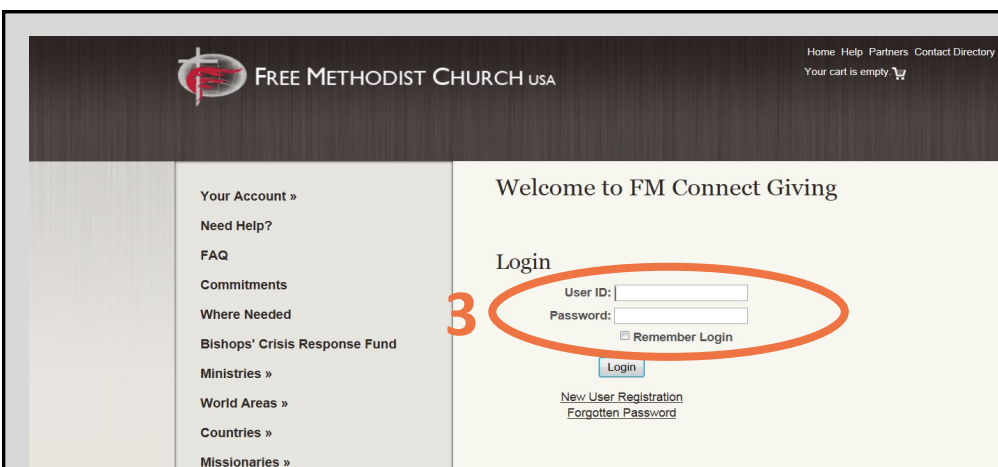 FREE METHODIST CHURCH USA
Home Help Partners Contact Directory
Your cart is empty.
Your Account »
Need Help?
FAQ
Commitments
Where Needed
Bishops' Crisis Response Fund
Ministries »
World Areas »
Countries »
Missionaries »
Welcome to FM Connect Giving
Login
3
User ID:
Password:
Remember Login
Login
New User Registration
Forgotten Password